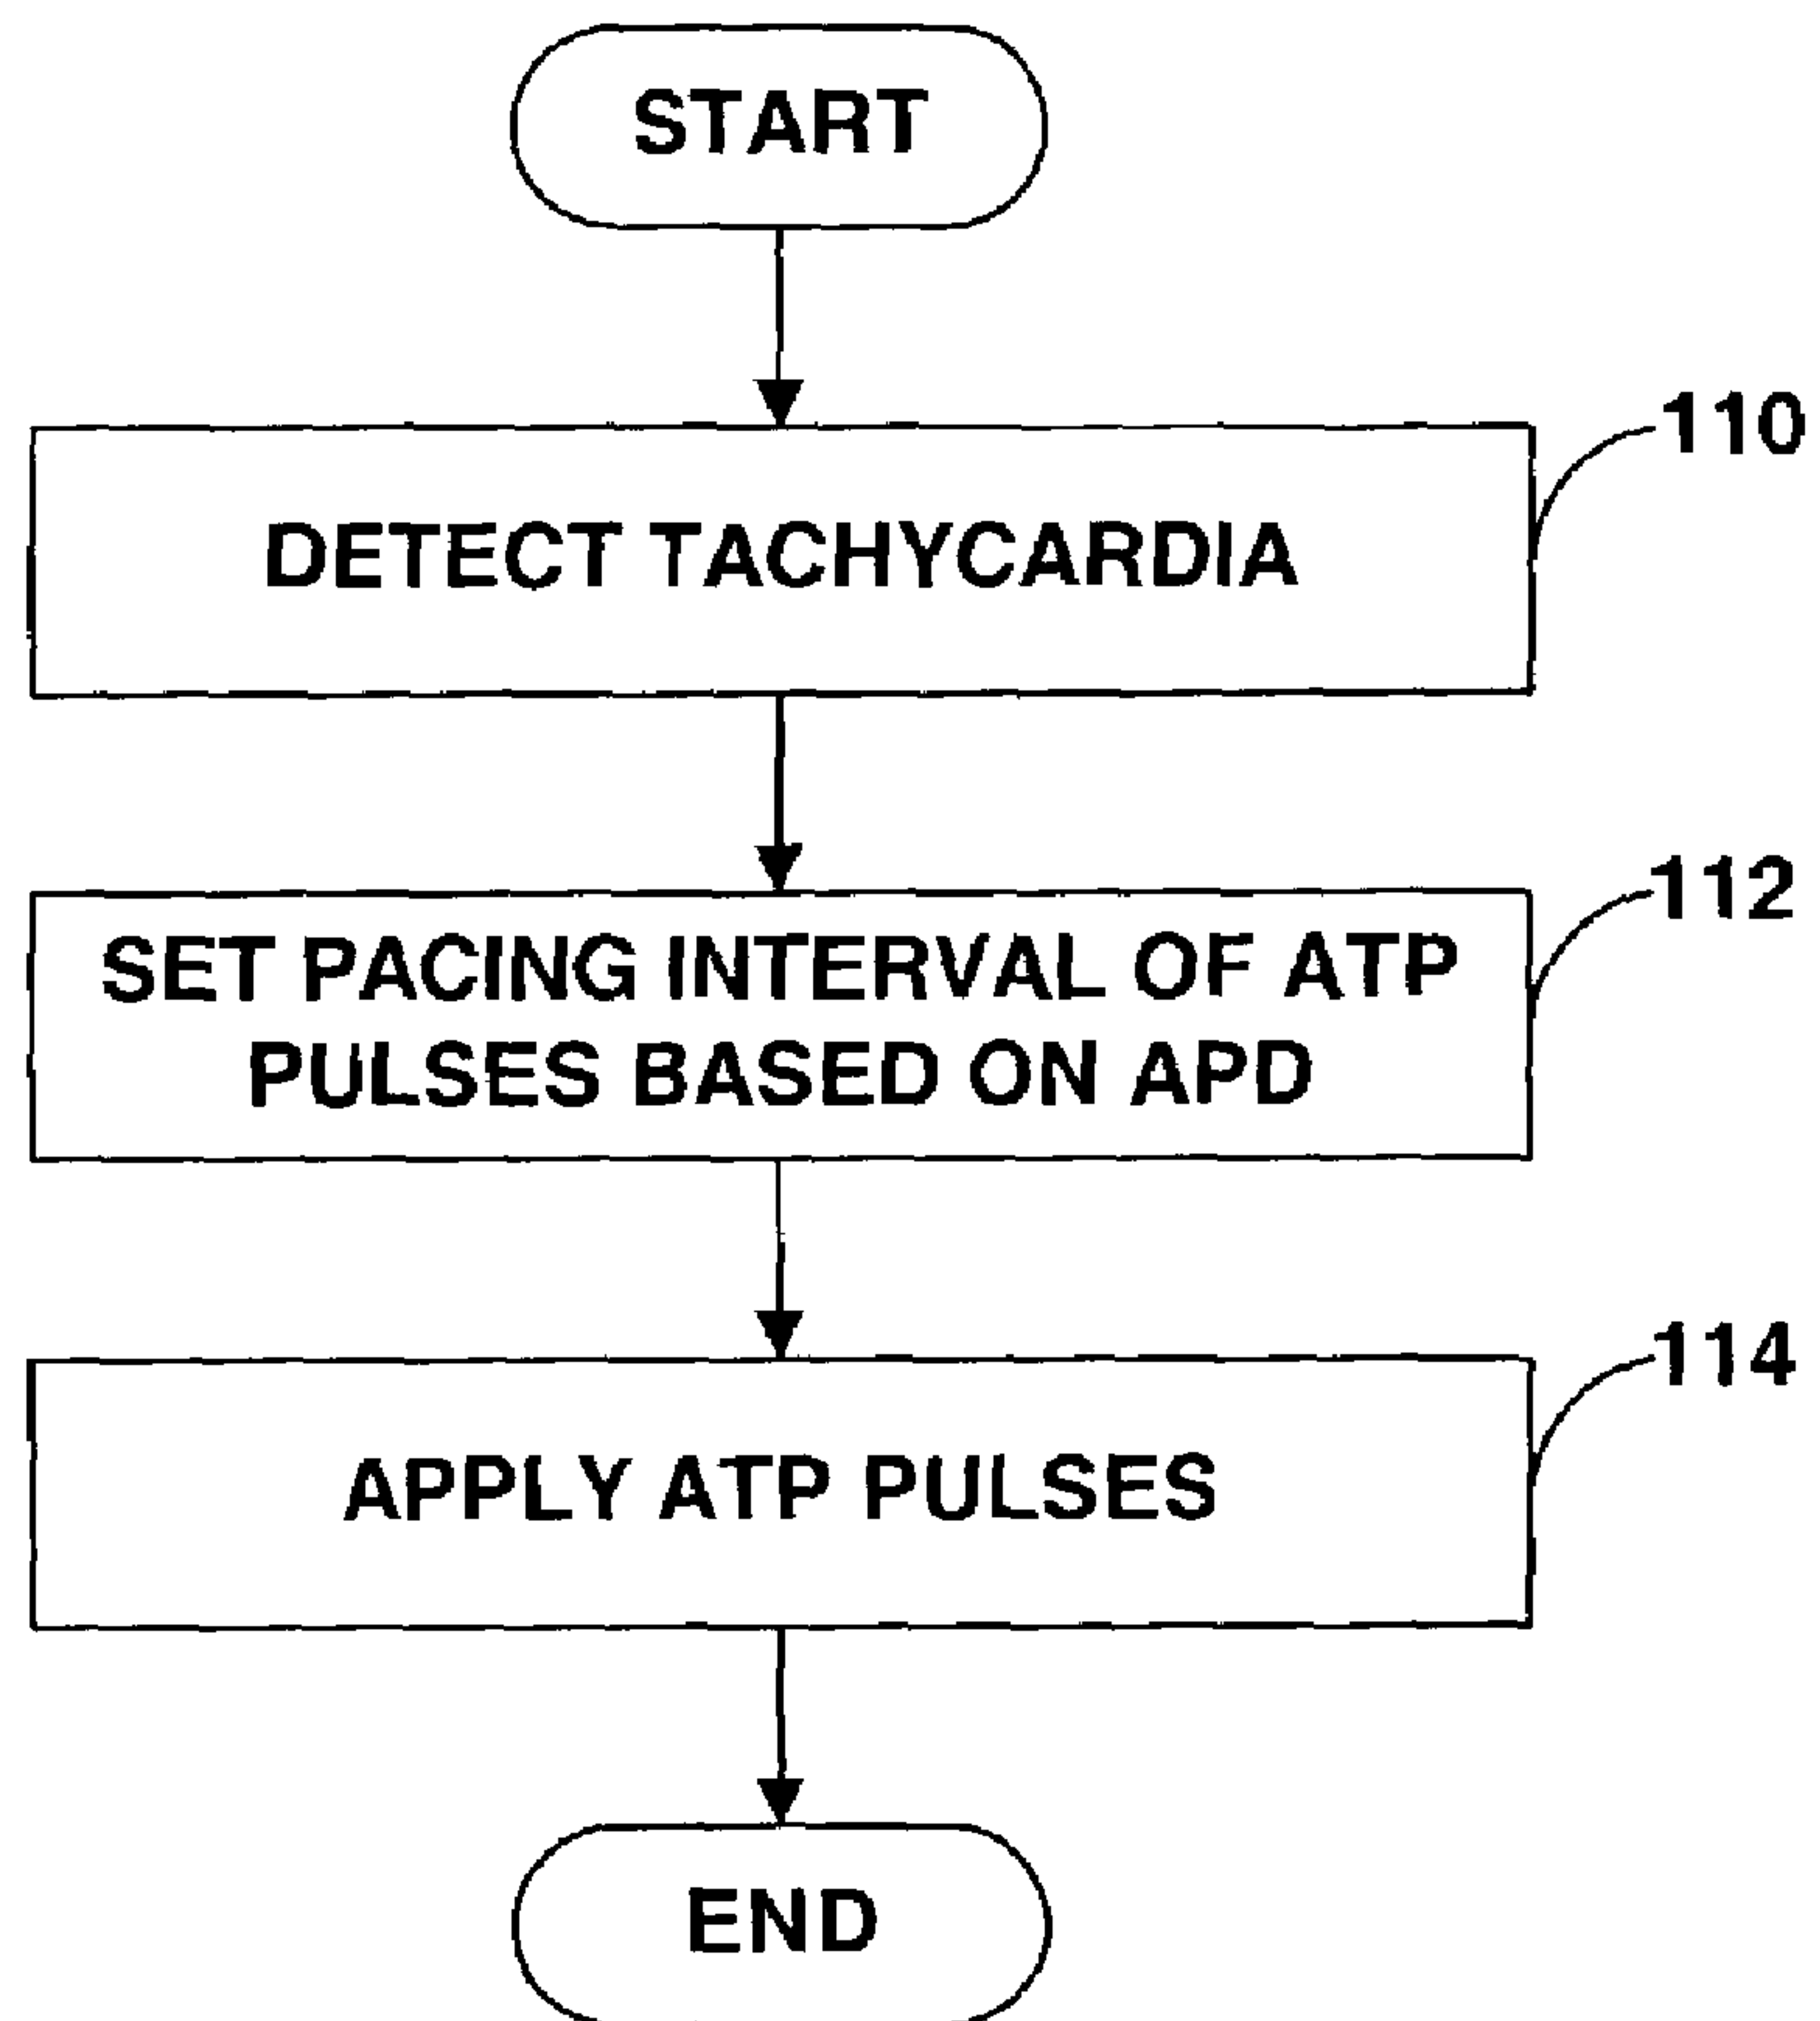 START
110
DETECT TACHYCARDIA
112
SET PACING INTERVAL OF ATP
PULSES BASED ON APD
114
APPLY ATP PULSES
END